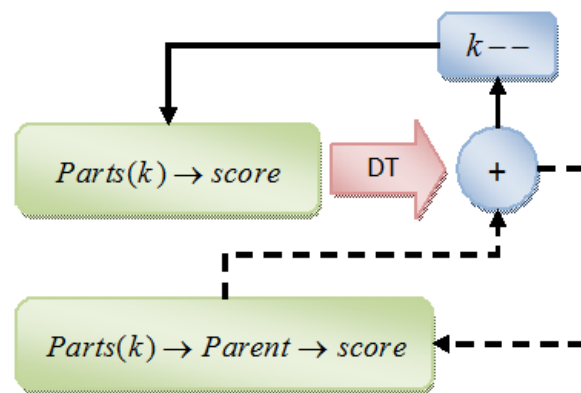 k--
Parts(k) → score
DT
+
Parts(k) → Parent → score